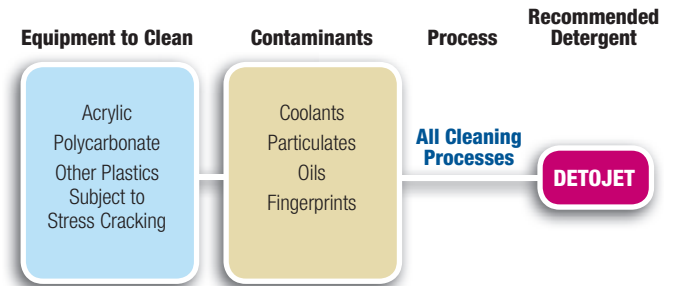 Equipment to Clean
Contaminants
Process
Recommended
Detergent
Acrylic
Polycarbonate
Other Plastics
Subject to
Stress Cracking
Coolants
Particulates
Oils
Fingerprints
All Cleaning
Processes
DETOJET